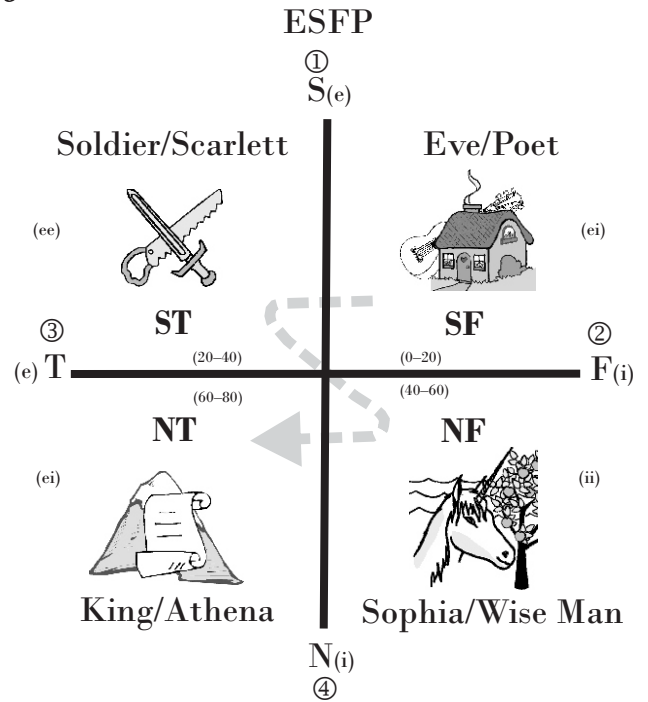 ESFP
①
S(e)
Soldier/Scarlett
Eve/Poet
(ee)
(ei)
ST
SF
③
②
(20–40)
(0–20)
(e) T
F(i)
(60–80)
(40–60)
NT
NF
(ei)
(ii)
King/Athena
Sophia/Wise Man
N(i)
④